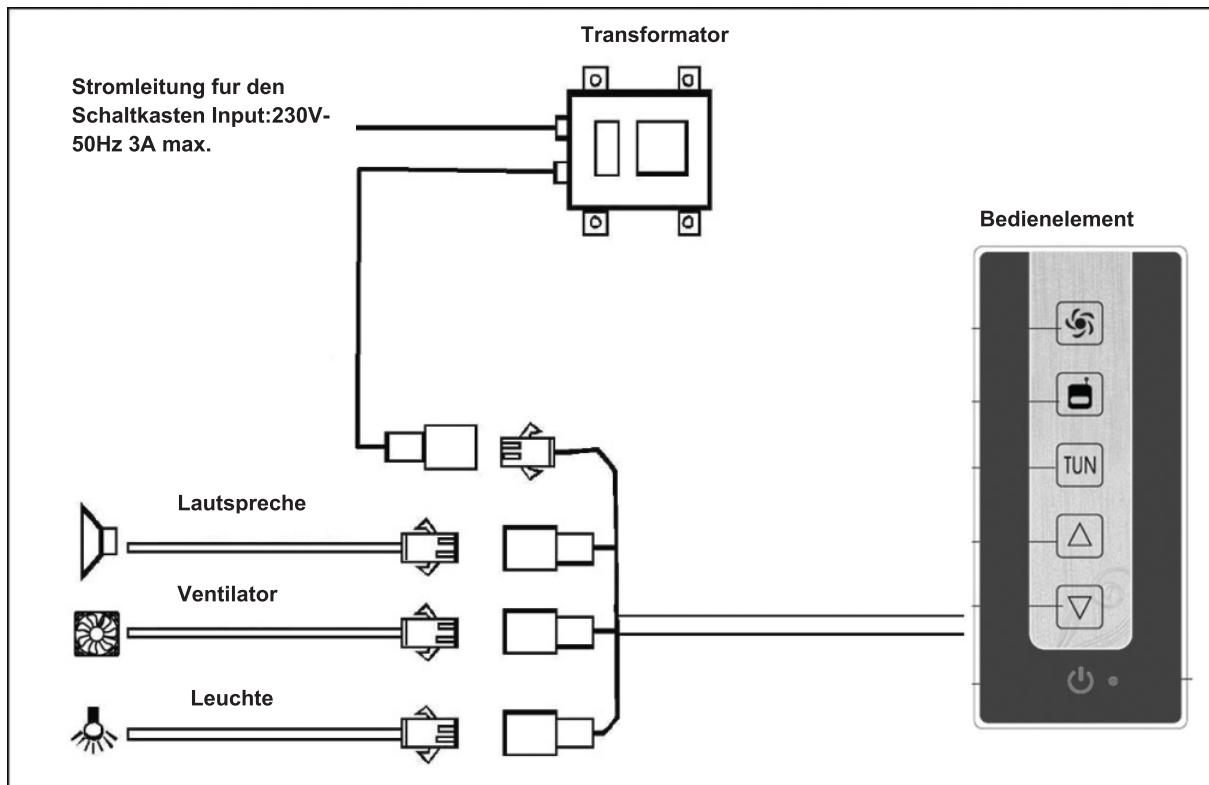 Transformator
Stromleitung fur den
Schaltkasten Input:230V-
50Hz 3A max.
Bedienelement
TUN
Lautspreche
Ventilator
Leuchte